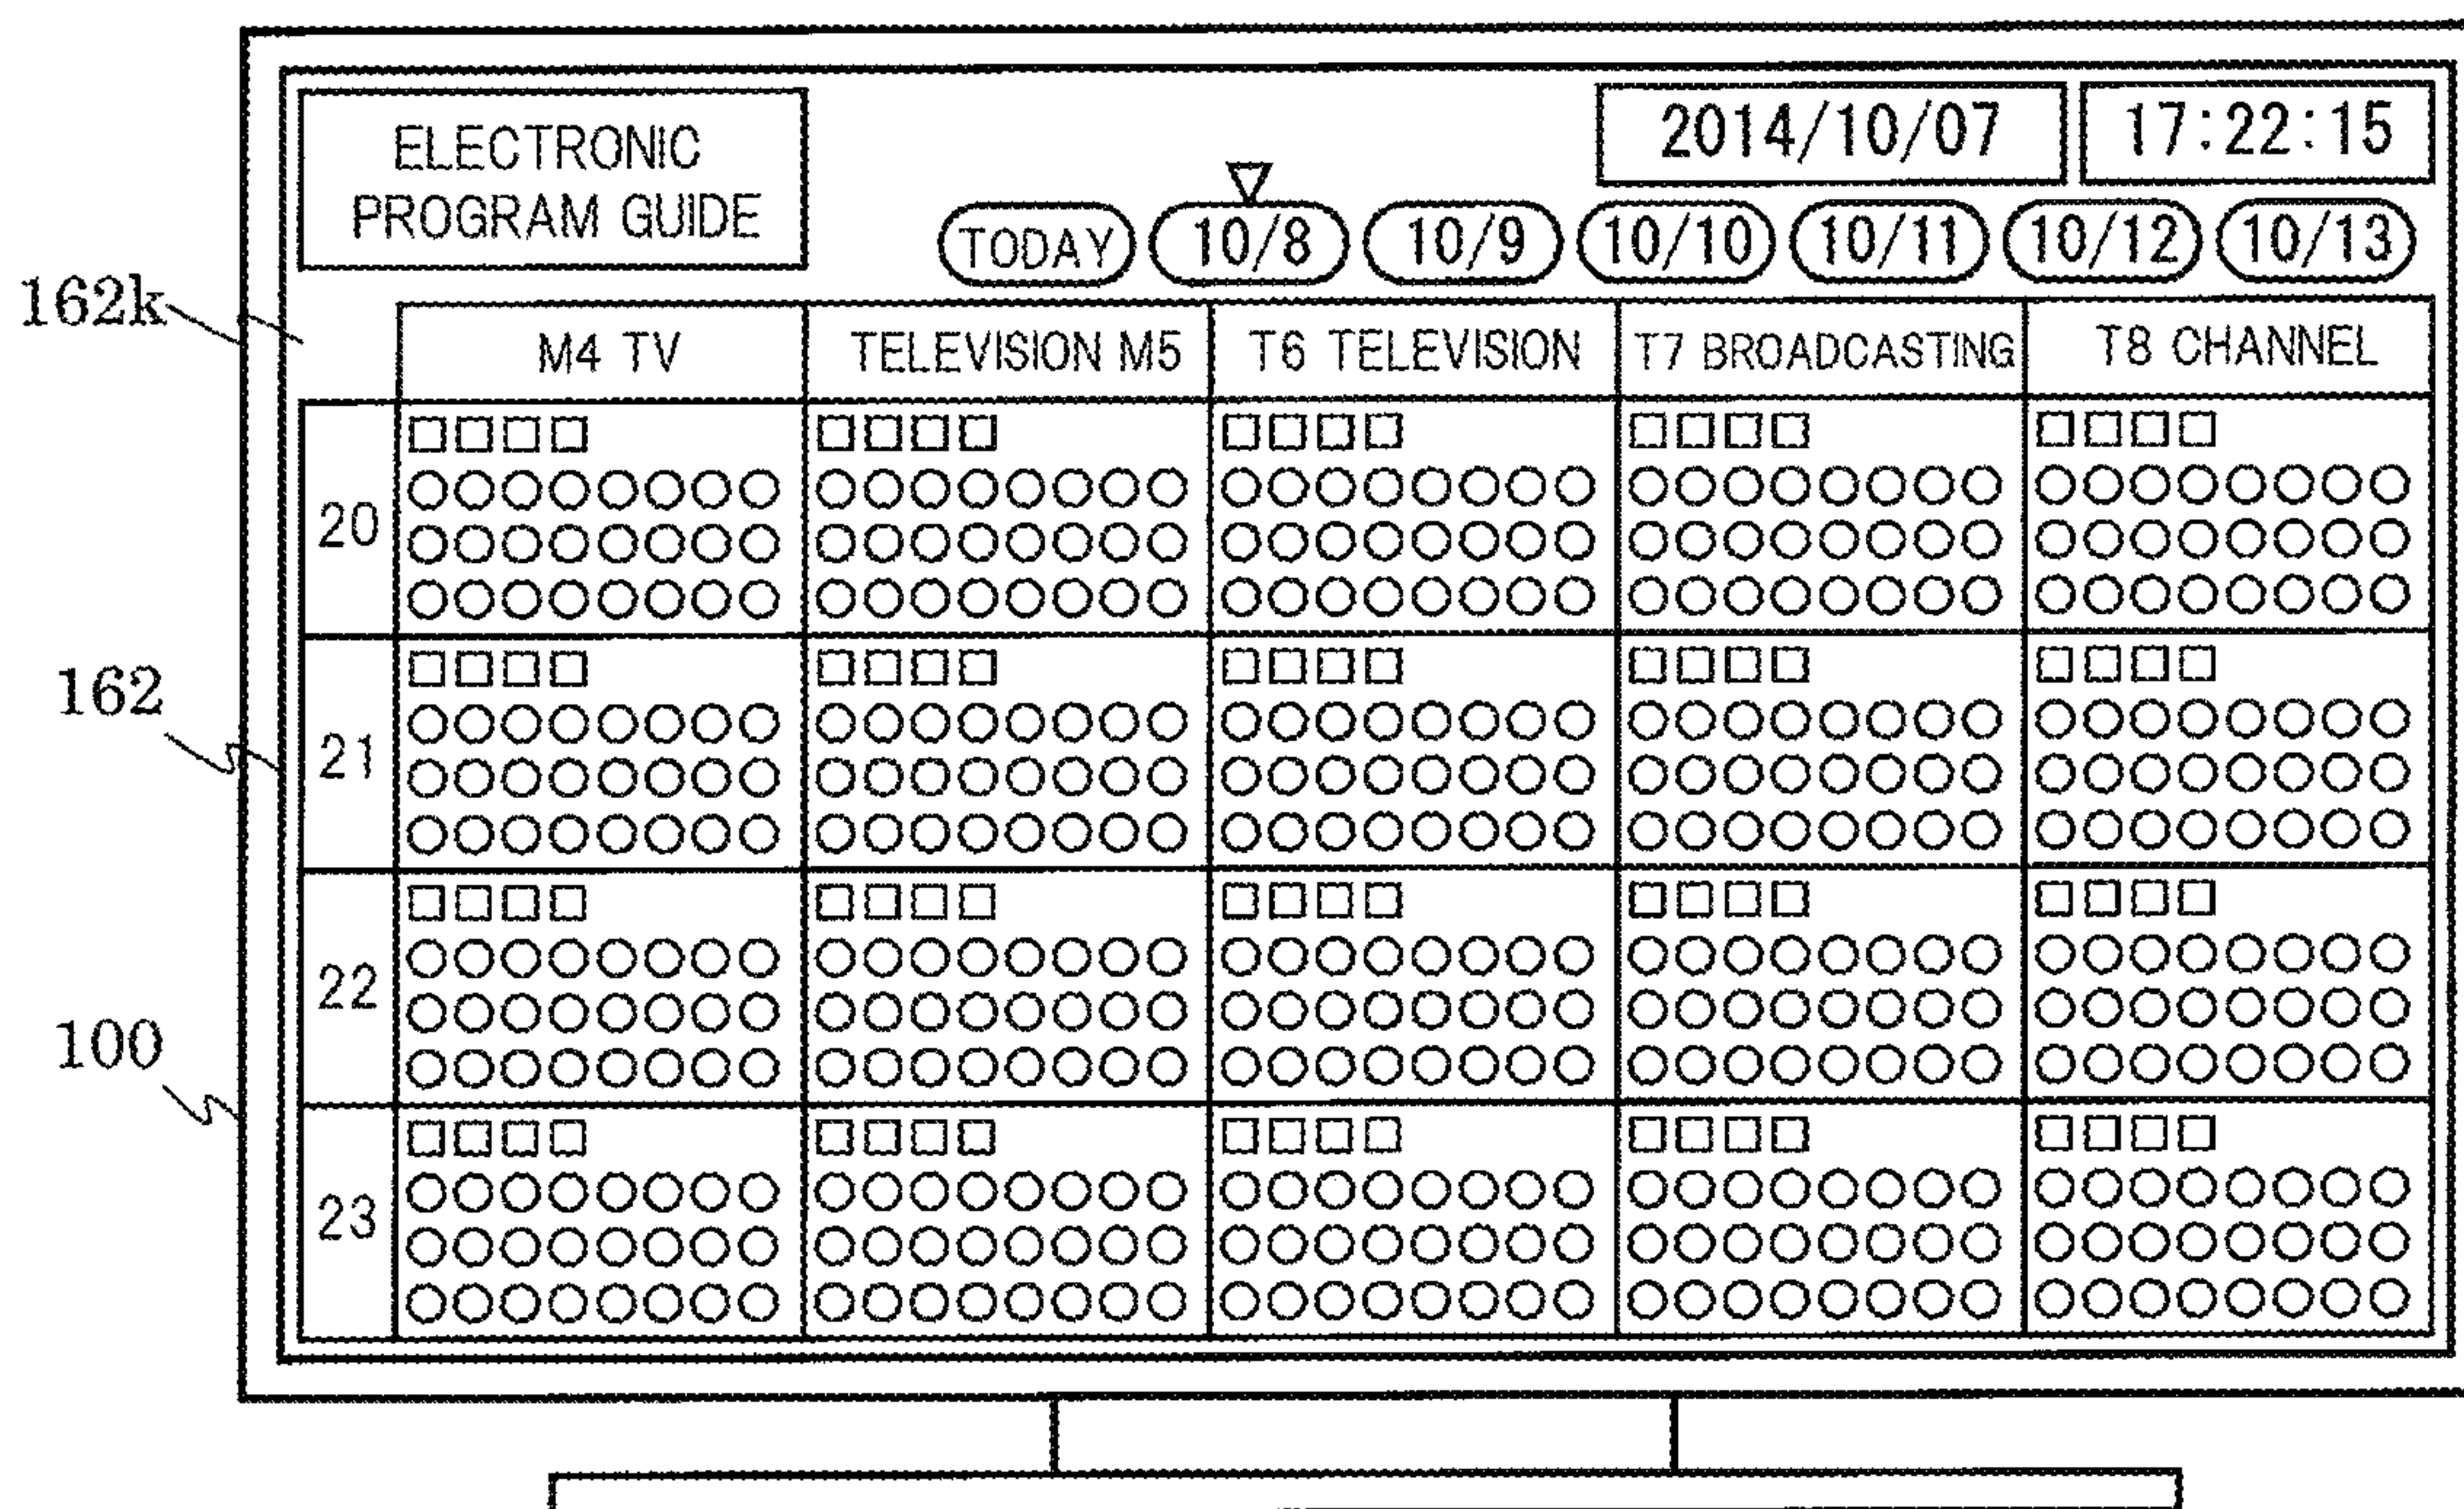 ELECTRONIC
PROGRAM GUIDE
2014/10/07 17:22:15
TODAY 10/8 10/9 10/10 10/11 10/12 10/13
162k
M4 TV TELEVISION M5 T6 TELEVISION T7 BROADCASTING T8 CHANNEL
□□□□ □□□□ □□□□ □□□□ □□□□
○○○○○○○○ ○○○○○○○○ ○○○○○○○○ ○○○○○○○○ ○○○○○○○○
20 ○○○○○○○○ ○○○○○○○○ ○○○○○○○○ ○○○○○○○○ ○○○○○○○○
○○○○○○○○ ○○○○○○○○ ○○○○○○○○ ○○○○○○○○ ○○○○○○○○
162
□□□□ □□□□ □□□□ □□□□ □□□□
○○○○○○○○ ○○○○○○○○ ○○○○○○○○ ○○○○○○○○ ○○○○○○○○
21 ○○○○○○○○ ○○○○○○○○ ○○○○○○○○ ○○○○○○○○ ○○○○○○○○
○○○○○○○○ ○○○○○○○○ ○○○○○○○○ ○○○○○○○○ ○○○○○○○○
□□□□ □□□□ □□□□ □□□□ □□□□
○○○○○○○○ ○○○○○○○○ ○○○○○○○○ ○○○○○○○○ ○○○○○○○○
22 ○○○○○○○○ ○○○○○○○○ ○○○○○○○○ ○○○○○○○○ ○○○○○○○○
○○○○○○○○ ○○○○○○○○ ○○○○○○○○ ○○○○○○○○ ○○○○○○○○
100
□□□□ □□□□ □□□□ □□□□ □□□□
○○○○○○○○ ○○○○○○○○ ○○○○○○○○ ○○○○○○○○ ○○○○○○○○
23 ○○○○○○○○ ○○○○○○○○ ○○○○○○○○ ○○○○○○○○ ○○○○○○○○
○○○○○○○○ ○○○○○○○○ ○○○○○○○○ ○○○○○○○○ ○○○○○○○○